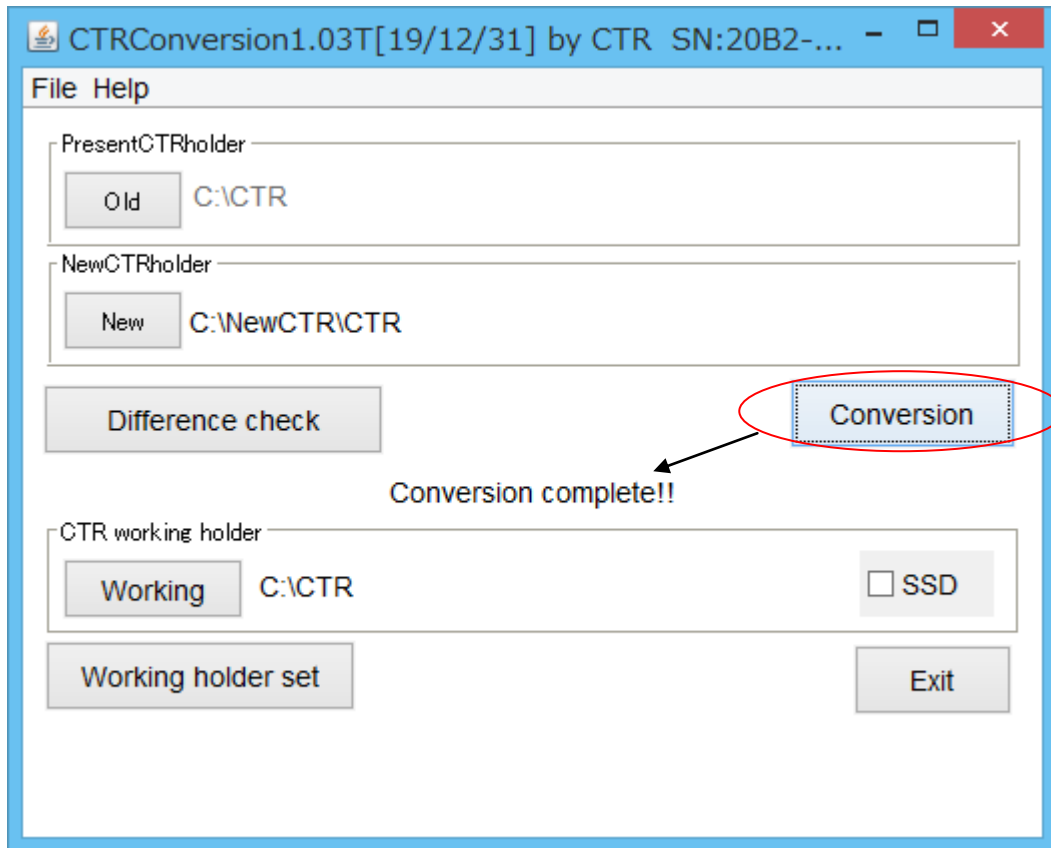 CTRConversion1.03T[19/12/31] by CTR SN:20B2-...
File Help
PresentCTRholder
Old C:\CTR
NewCTRholder
New C:\NewCTR\CTR
Difference check Conversion
Conversion complete!!
CTR working holder
Working C:\CTR SSD
Working holder set Exit